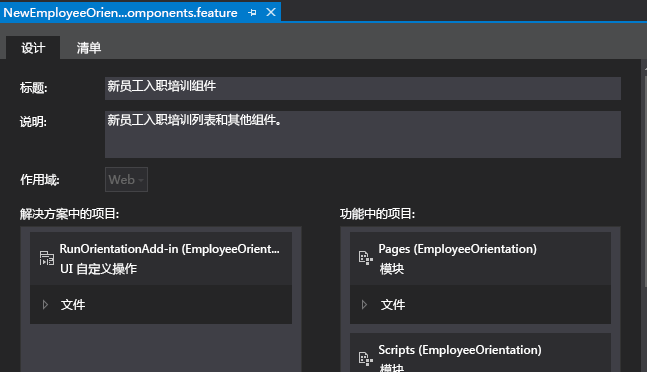 NewEmployeeOrien...omponents.feature
设计 清单
标题: 新员工入职培训组件
说明: 新员工入职培训列表和其他组件。
作用域: Web
解决方案中的项目: 功能中的项目:
RunOrientationAdd-in (EmployeeOrient... Pages (EmployeeOrientation)
UI 自定义操作 模块
文件 文件
Scripts (EmployeeOrientation)
模块